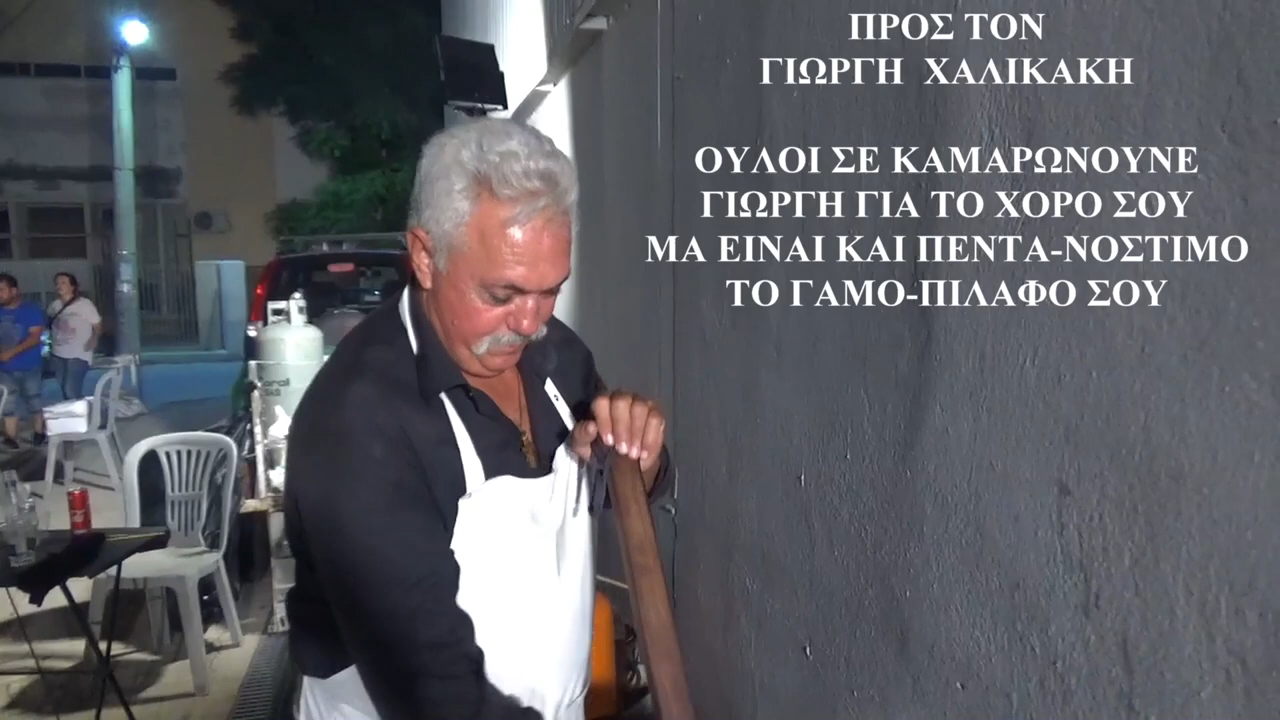 ΠΡΟΣ ΤΟΝ
ΓΙΩΡΓΗ ΧΑΛΙΚΑΚΗ
ΟΥΛΟΙ ΣΕ ΚΑΜΑΡΩΝΟΥΝΕ
ΓΙΩΡΓΗ ΓΙΑ ΤΟ ΧΟΡΟ ΣΟΥ
ΜΑ ΕΙΝΑΙ ΚΑΙ ΠΕΝΤΑ-ΝΟΣΤΙΜΟ
ΤΟ ΓΑΜΟ-ΠΙΛΑΦΟ ΣΟΥ